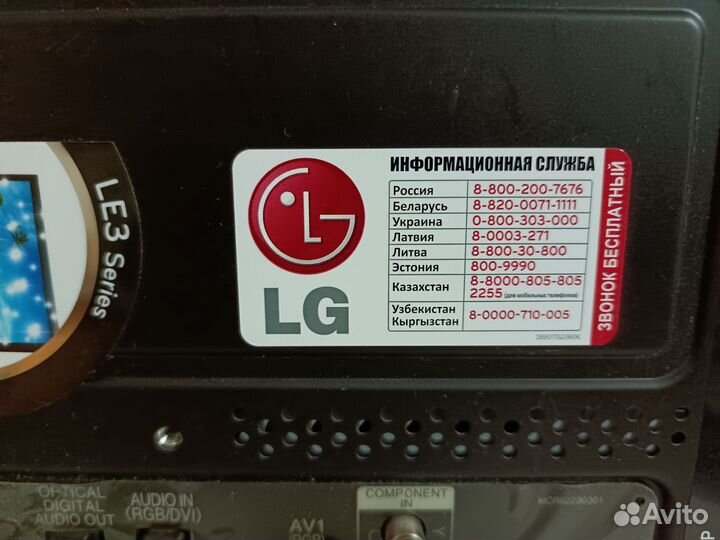 LE3 Series
LG
LG
ИНФОРМАЦИОННАЯ СЛУЖБА
Россия 8-800-200-7676
Беларусь 8-820-0071-1111
Украина 0-800-303-000
Латвия 8-0003-271
Литва 8-800-30-800
Эстония 800-9990
Казахстан 8-8000-805-805
2255 (для мобильных телефонов)
Узбекистан
Кыргызстан 8-0000-710-005
ЗВОНОК БЕСПЛАТНЫЙ
3850TSZ060K
OPTICAL
DIGITAL
AUDIO OUT
AUDIO IN
(RGB/DVI)
AV1
COMPONENT
IN
Y
MCR62230301
P
Avito